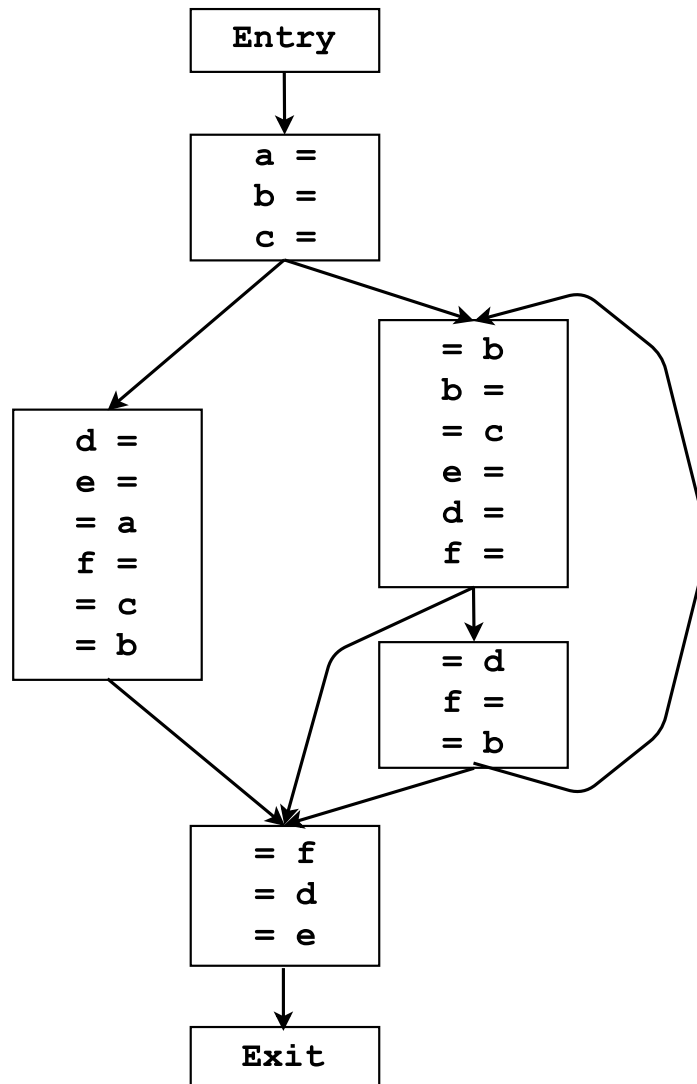 Entry
a =
b =
c =
d =
e =
= a
f =
= c
= b
= b
b =
= c
e =
d =
f =
= d
f =
= b
= f
= d
= e
Exit